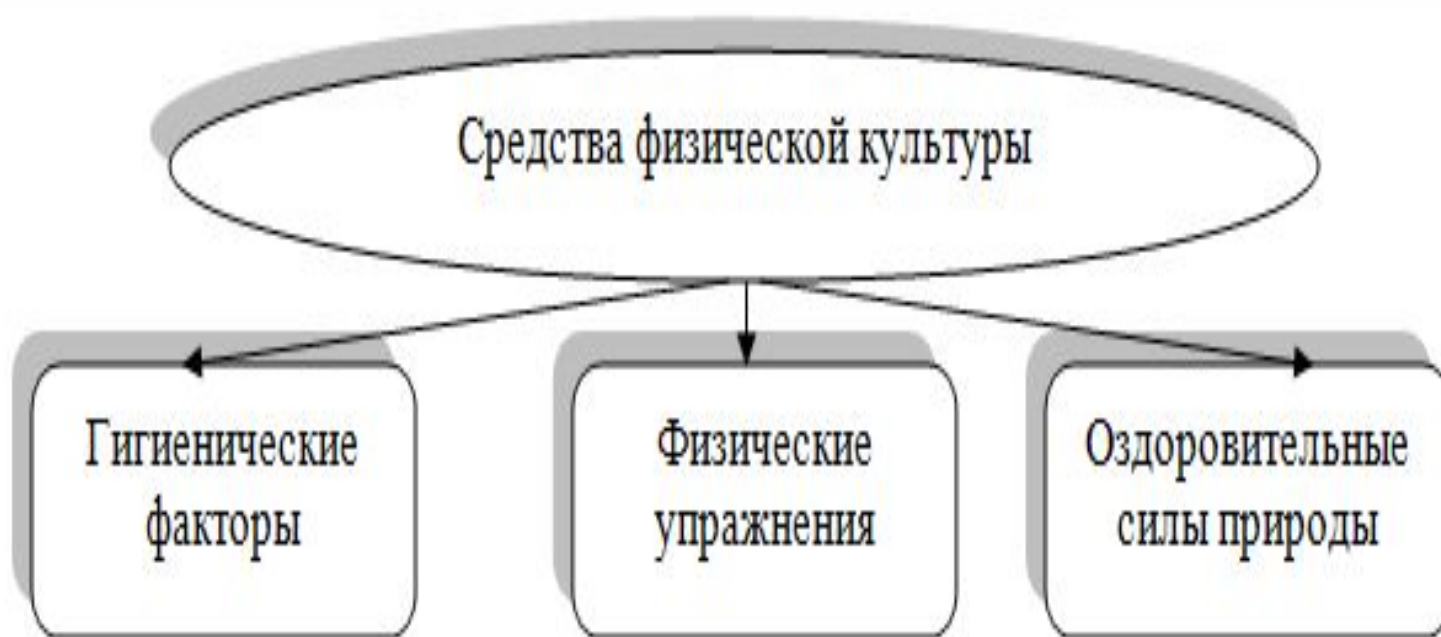 Средства физической культуры
Гигиенические
факторы
Физические
упражнения
Оздоровительные
силы природы